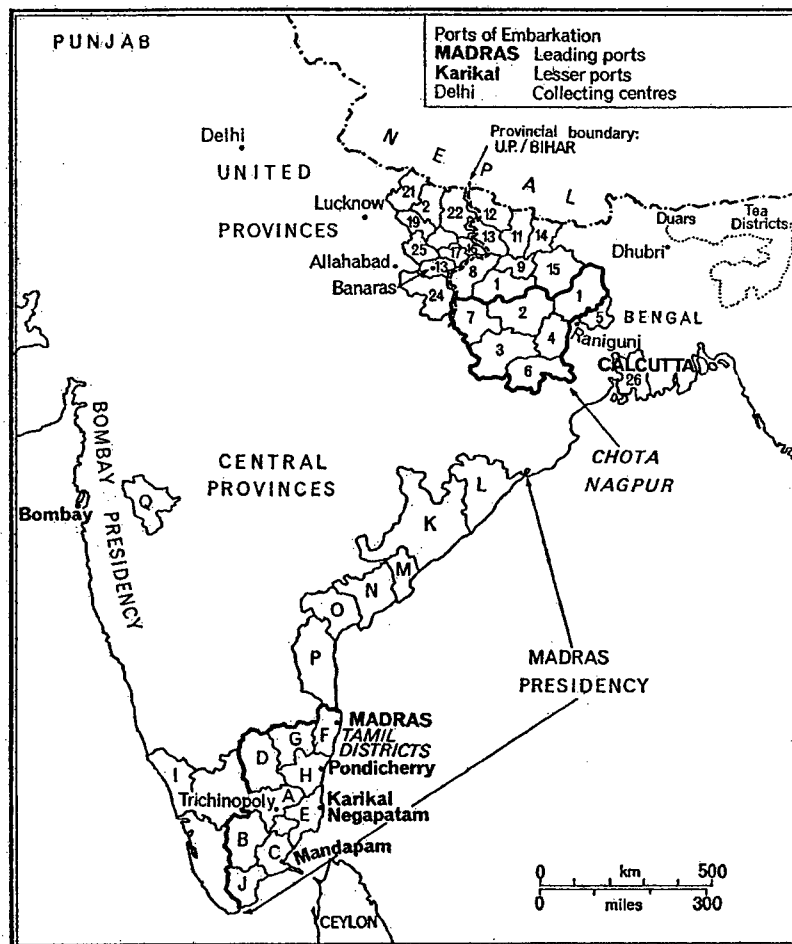 PUNJAB
Ports of Embarkation
MADRAS Leading ports
Karikal Lesser ports
Delhi Collecting centres
Delhi
NEPAL
Provincial boundary:
U.P./BIHAR
UNITED
PROVINCES
Lucknow
21
2
22
12
19
13
11
14
25
17
16
Duars
Tea
Districts
Dhubri
Allahabad
13
8
9
15
Banaras
24
1
1
7
2
5
BENGAL
3
4
Raniganj
6
CALCUTTA
26
CHOTA
NAGPUR
BOMBAY PRESIDENCY
Bombay
Q
CENTRAL
PROVINCES
L
K
M
N
O
P
MADRAS
PRESIDENCY
MADRAS
TAMIL
DISTRICTS
G
F
D
H
Pondicherry
I
Trichinopoly
A
E
Karikal
Negapatam
B
C
Mandapam
J
CEYLON
0 km 500
0 miles 300